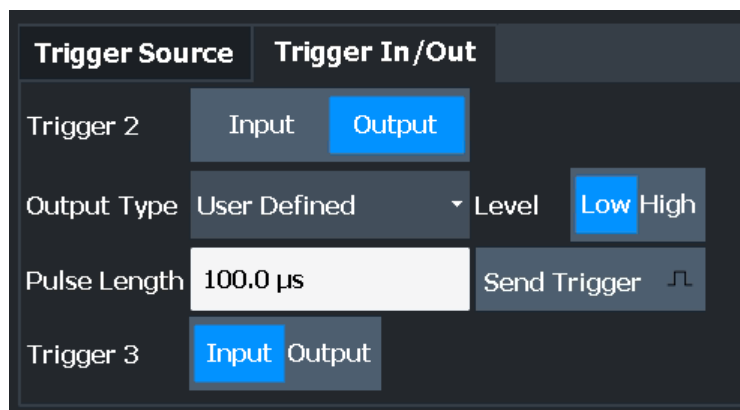 Trigger Source Trigger In/Out
Trigger 2 Input Output
Output Type User Defined Level Low High
Pulse Length 100.0 µs Send Trigger
Trigger 3 Input Output